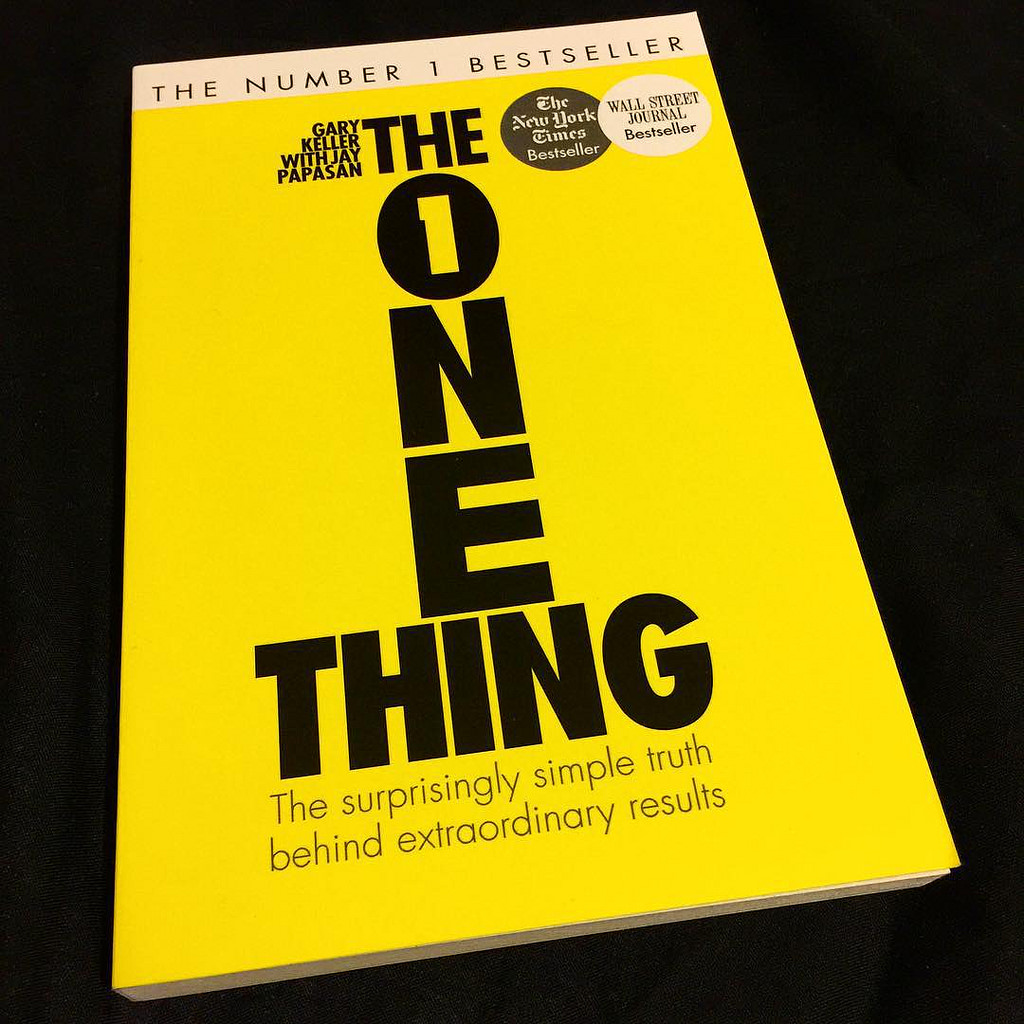 THE NUMBER 1 BESTSELLER
GARY
KELLER
WITH JAY
PAPASAN
THE
The
New York
Times
Bestseller
WALL STREET
JOURNAL
Bestseller
O
1
N
E
THING
The surprisingly simple truth
behind extraordinary results